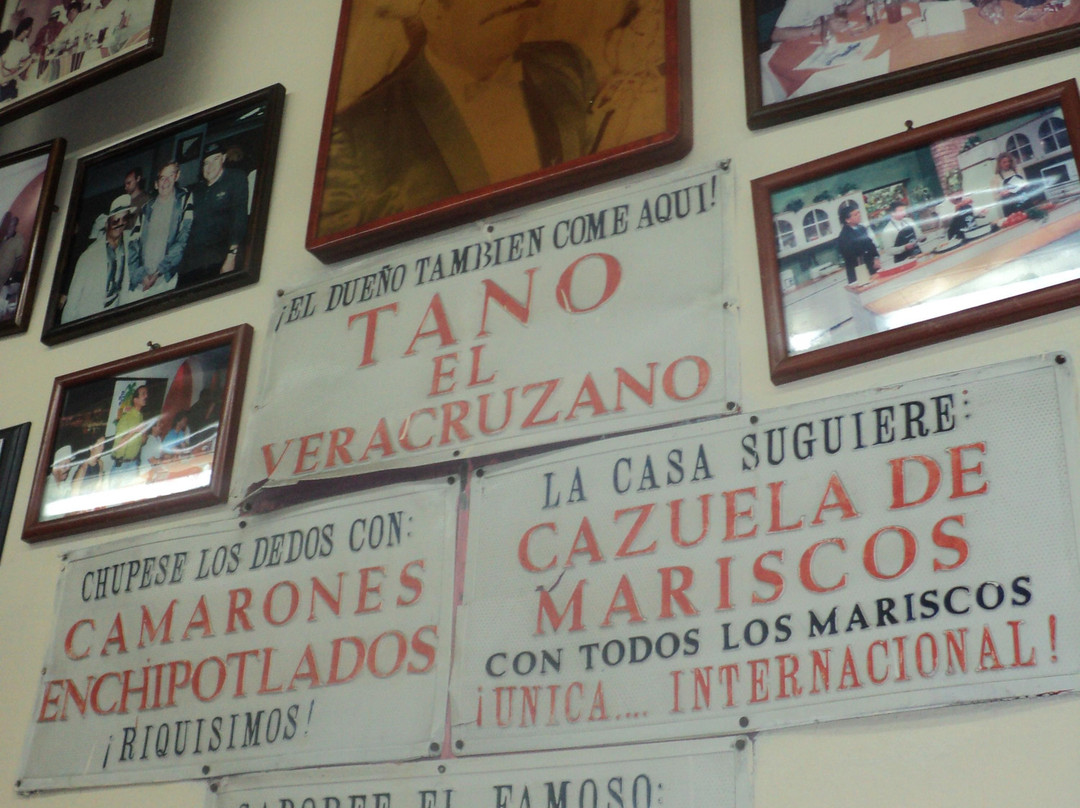 ¡EL DUEÑO TAMBIEN COME AQUI!
TANO
EL
VERACRUZANO
CHUPESE LOS DEDOS CON:
CAMARONES
ENCHIPOTLADOS
¡RIQUISIMOS!
LA CASA SUGUIERE:
CAZUELA DE
MARISCOS
CON TODOS LOS MARISCOS
¡UNICA.... INTERNACIONAL!
SABOREE EL FAMOSO: